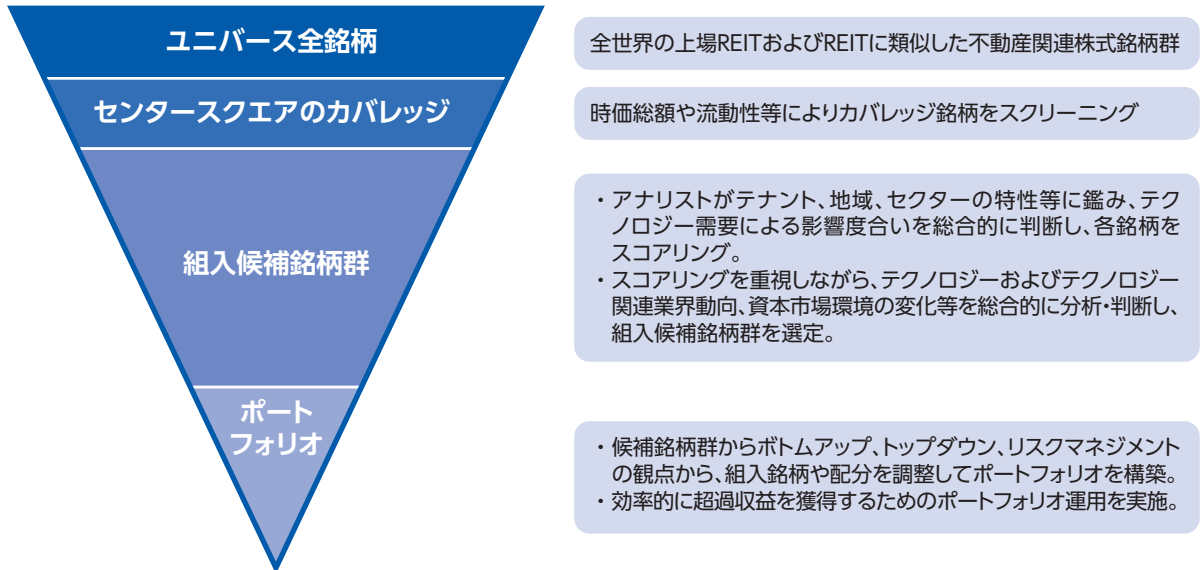 ユニバース全銘柄
全世界の上場REITおよびREITに類似した不動産関連株式銘柄群
センタースクエアのカバレッジ
時価総額や流動性等によりカバレッジ銘柄をスクリーニング
組入候補銘柄群
・アナリストがテナント、地域、セクターの特性等に鑑み、テク
ノロジー需要による影響度合いを総合的に判断し、各銘柄を
スコアリング。
・スコアリングを重視しながら、テクノロジーおよびテクノロジー
関連業界動向、資本市場環境の変化等を総合的に分析・判断し、
組入候補銘柄群を選定。
ポート
フォリオ
・候補銘柄群からボトムアップ、トップダウン、リスクマネジメント
の観点から、組入銘柄や配分を調整してポートフォリオを構築。
・効率的に超過収益を獲得するためのポートフォリオ運用を実施。